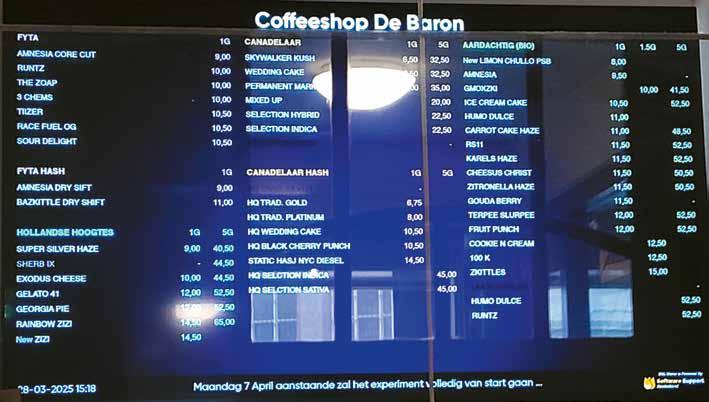 Coffeeshop De Baron
FYTA 1G
AMNESIA CORE CUT 9,00
RUNTZ 10,50
THE ZOAP 10,50
3 CHEMS 10,50
TIIZER 10,50
RACE FUEL OG 10,50
SOUR DELIGHT 10,50
FYTA HASH 1G
AMNESIA DRY SIFT 9,00
BAZKITTLE DRY SHIFT 11,00
HOLLANDSE HOOGTES 1G 5G
SUPER SILVER HAZE 9,00 40,50
SHERB IX - 44,50
EXODUS CHEESE 10,00 44,50
GELATO 41 12,00 52,50
GEORGIA PIE 52,50
RAINBOW ZIZI 14,50 65,00
New ZIZI 14,50
CANADELAAR 1G 5G
SKYWALKER KUSH 6,50 32,50
WEDDING CAKE 32,50
PERMANENT 35,00
MIXED UP 20,00
SELECTION HYBRID 22,50
SELECTION INDICA 22,50
CANADELAAR HASH 1G 5G
HQ TRAD. GOLD 6,75
HQ TRAD. PLATINUM 8,00
HQ WEDDING CAKE 10,50
HQ BLACK CHERRY PUNCH 10,50
STATIC HASJ NYC DIESEL 14,50
HQ SELCTION INDICA 45,00
HQ SELCTION SATIVA 45,00
AARDACHTIG (BIO) 1G 1.5G 5G
New LIMON CHULLO PSB 8,00
AMNESIA 9,50 -
GMOXZKI 10,00 41,50
ICE CREAM CAKE 10,50 52,50
HUMO DULCE 11,00
CARROT CAKE HAZE 11,00 48,50
RS11 11,50 52,50
KARELS HAZE 11,50 52,50
CHEESUS CHRIST 11,50 50,50
ZITRONELLA HAZE 11,50 50,50
GOUDA BERRY 11,50 -
TERPEE SLURPEE 12,00 52,50
FRUIT PUNCH 12,00 52,50
COOKIE N CREAM 12,50
100 K 12,50
ZKITTLES 15,00
HUMO DULCE 52,50
RUNTZ 52,50
28-03-2025 15:18
Maandag 7 April aanstaande zal het experiment volledig van start gaan ...
Software Support